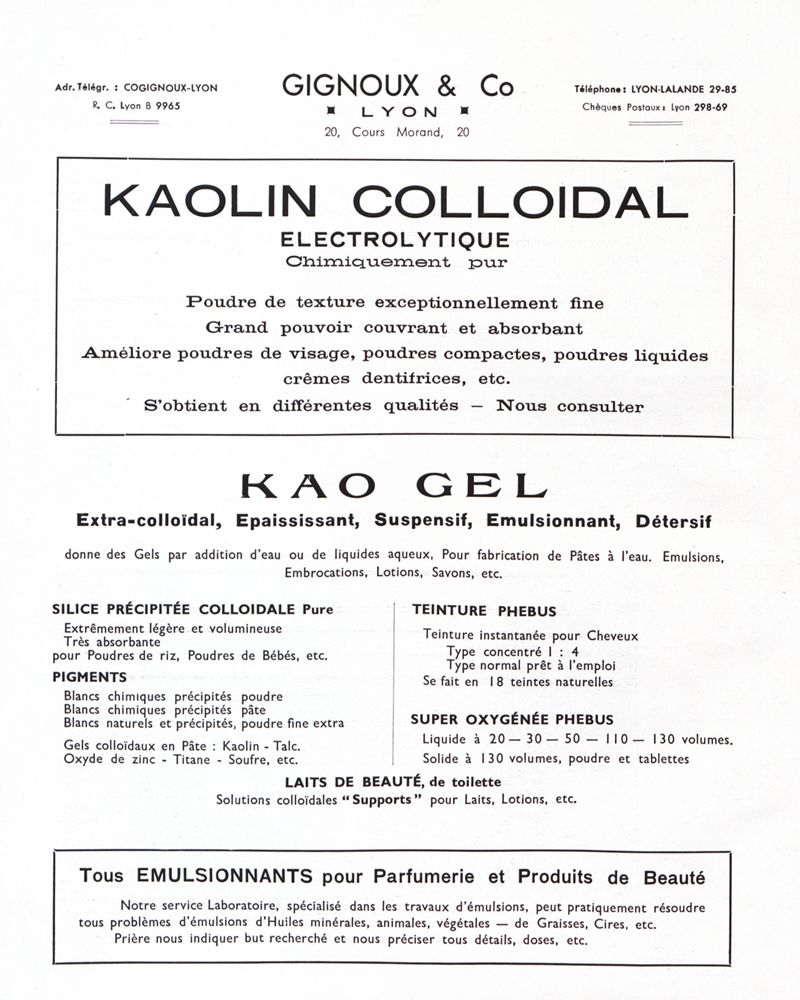 Adr. Télégr. : COGIGNOUX-LYON
R. C. Lyon B 9965
GIGNOUX & Co
LYON
20, Cours Morand, 20
Téléphone : LYON-LALANDE 29-85
Chèques Postaux : Lyon 298-69
KAOLIN COLLOIDAL
ELECTROLYTIQUE
Chimiquement pur
Poudre de texture exceptionnellement fine
Grand pouvoir couvrant et absorbant
Améliore poudres de visage, poudres compactes, poudres liquides
crêmes dentifrices, etc.
S'obtient en différentes qualités — Nous consulter
KAO GEL
Extra-colloïdal, Epaississant, Suspensif, Emulsionnant, Détersif
donne des Gels par addition d'eau ou de liquides aqueux, Pour fabrication de Pâtes à l'eau. Emulsions,
Embrocations, Lotions, Savons, etc.
SILICE PRÉCIPITÉE COLLOIDALE Pure
Extrêmement légère et volumineuse
Très absorbante
pour Poudres de riz, Poudres de Bébés, etc.
PIGMENTS
Blancs chimiques précipités poudre
Blancs chimiques précipités pâte
Blancs naturels et précipités, poudre fine extra
Gels colloïdaux en Pâte : Kaolin - Talc.
Oxyde de zinc - Titane - Soufre, etc.
TEINTURE PHEBUS
Teinture instantanée pour Cheveux
Type concentré 1 : 4
Type normal prêt à l'emploi
Se fait en 18 teintes naturelles
SUPER OXYGÉNÉE PHEBUS
Liquide à 20 — 30 — 50 — 110 — 130 volumes.
Solide à 130 volumes, poudre et tablettes
LAITS DE BEAUTÉ, de toilette
Solutions colloïdales "Supports" pour Laits, Lotions, etc.
Tous EMULSIONNANTS pour Parfumerie et Produits de Beauté
Notre service Laboratoire, spécialisé dans les travaux d'émulsions, peut pratiquement résoudre
tous problèmes d'émulsions d'Huiles minérales, animales, végétales — de Graisses, Cires, etc.
Prière nous indiquer but recherché et nous préciser tous détails, doses, etc.